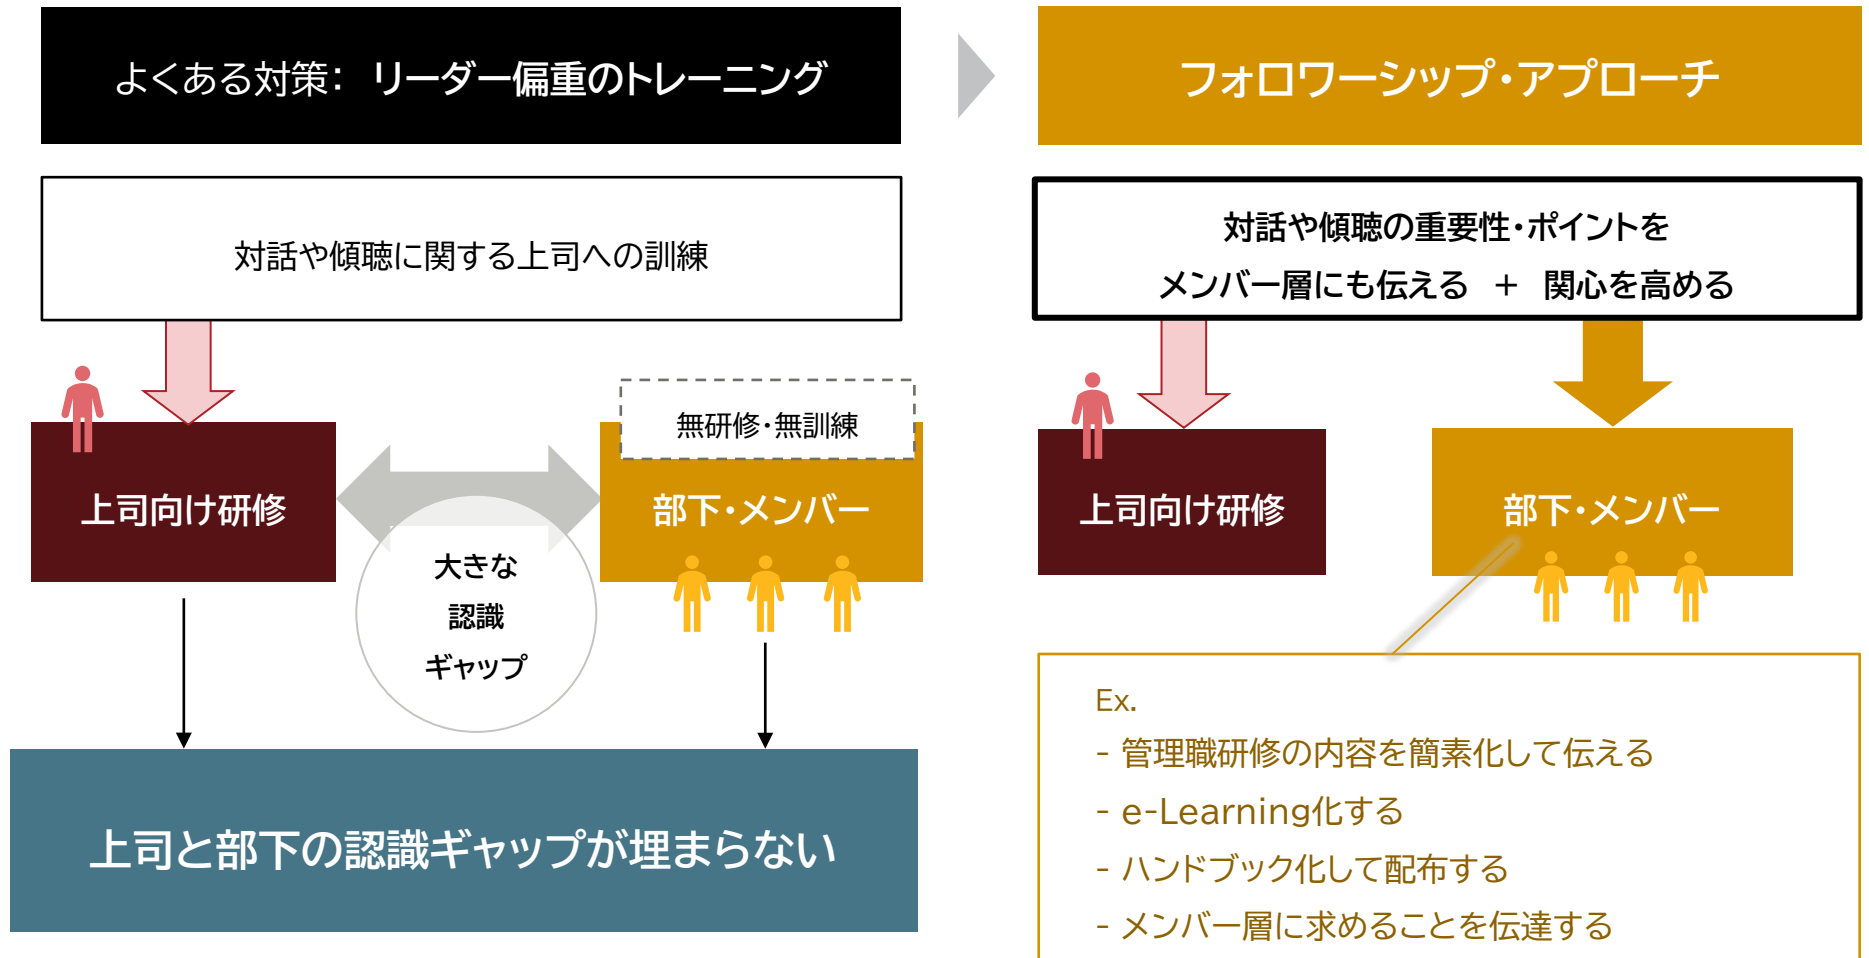 よくある対策： リーダー偏重のトレーニング
対話や傾聴に関する上司への訓練
上司向け研修
無研修・無訓練
部下・メンバー
大きな
認識
ギャップ
上司と部下の認識ギャップが埋まらない
フォロワーシップ・アプローチ
対話や傾聴の重要性・ポイントを
メンバー層にも伝える ＋ 関心を高める
上司向け研修
部下・メンバー
Ex.
- 管理職研修の内容を簡素化して伝える
- e-Learning化する
- ハンドブック化して配布する
- メンバー層に求めることを伝達する